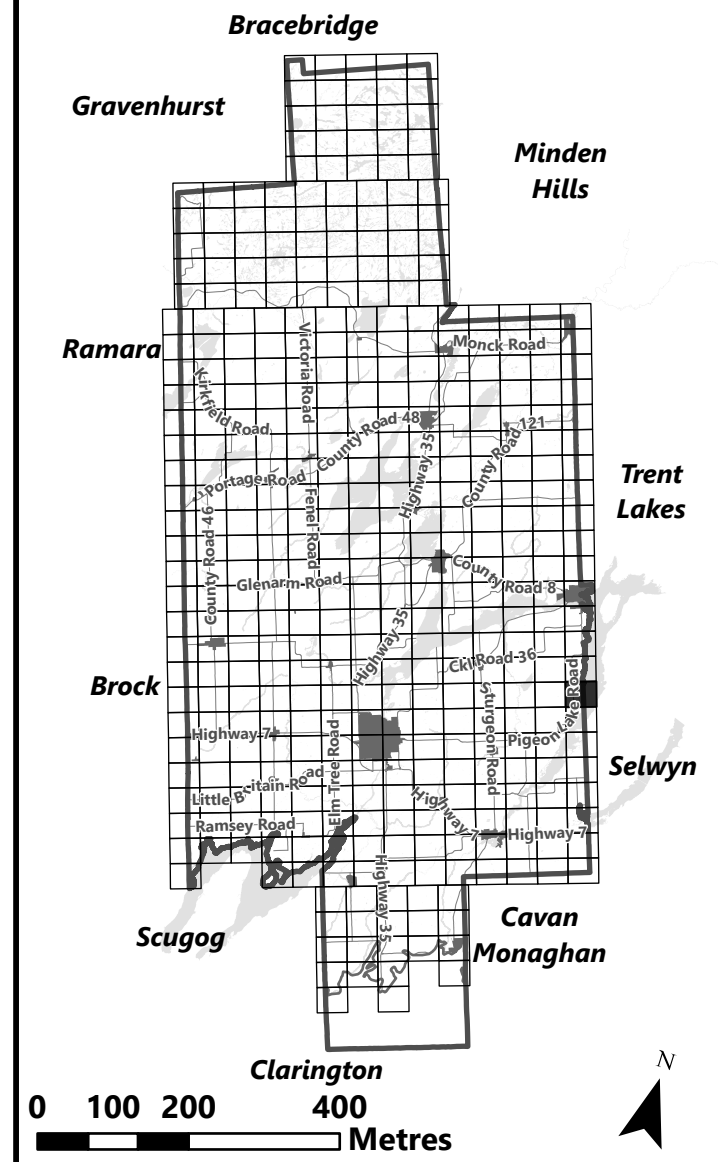 Bracebridge
Gravenhurst
Minden
Hills
Ramara
Monck Road
Victoria Road
Kirkfield Road
County Road 48
County Road 121
Highway 35
Portage Road
Trent
Lakes
Fenel Road
County Road 46
Glenarm Road
County Road 8
Highway 35
Ckl Road 36
Brock
Pigeon Lake Road
Sturgeon Road
Highway 7
Elm Tree Road
Selwyn
Little Britain Road
Highway 7
Ramsey Road
Highway 7
Highway 35
Scugog
Cavan
Monaghan
Clarington
N
0 100 200 400
Metres